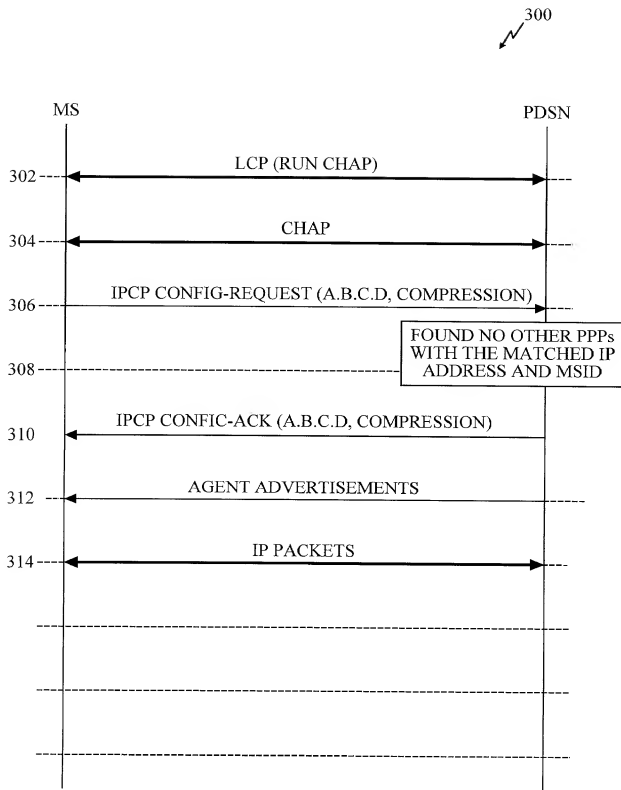 300
MS
PDSN
LCP (RUN CHAP)
302
CHAP
304
IPCP CONFIG-REQUEST (A.B.C.D, COMPRESSION)
306
FOUND NO OTHER PPPs
WITH THE MATCHED IP
ADDRESS AND MSID
308
IPCP CONFIC-ACK (A.B.C.D, COMPRESSION)
310
AGENT ADVERTISEMENTS
312
IP PACKETS
314